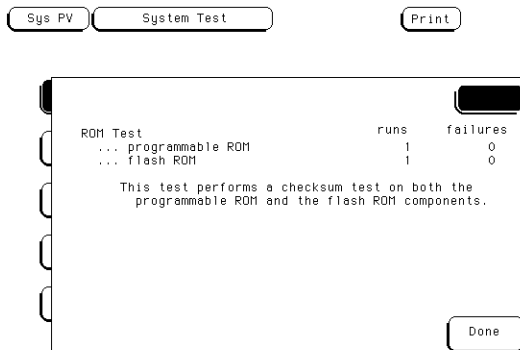 Sys PV System Test Print
ROM Test runs failures
... programmable ROM 1 0
... flash ROM 1 0
This test performs a checksum test on both the
programmable ROM and the flash ROM components.
Done